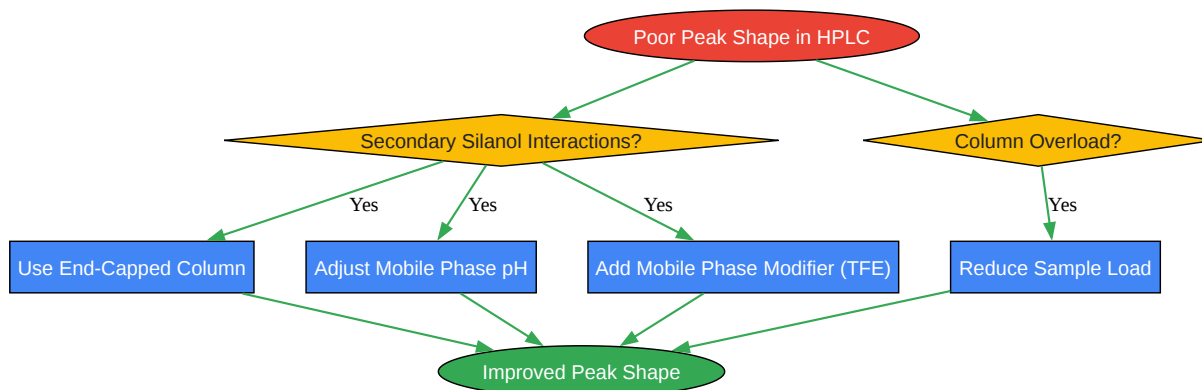 Poor Peak Shape in HPLC
Secondary Silanol Interactions?
Column Overload?
Yes
Yes
Yes
Yes
Use End-Capped Column
Adjust Mobile Phase pH
Add Mobile Phase Modifier (TFE)
Reduce Sample Load
Improved Peak Shape